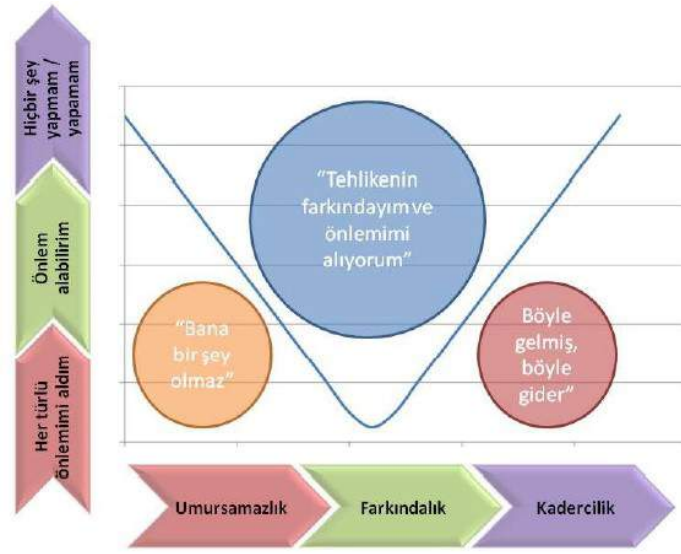 Hiçbir şey
yapmam /
yapamam
Önlem
alabilirim
Her türlü
önlemimi aldım
“Tehlikenin
farkındayım ve
önlemimi
alıyorum”
“Bana
bir şey
olmaz”
Böyle
gelmiş,
böyle
gider”
Umursamazlık
Farkındalık
Kadercilik